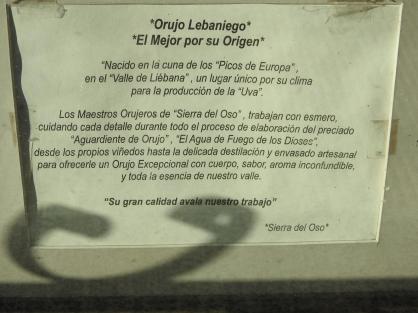 *Orujo Lebaniego*
*El Mejor por su Origen*
"Nacido en la cuna de los "Picos de Europa",
en el "Valle de Liébana", un lugar único por su clima
para la producción de la "Uva".
Los Maestros Orujeros de "Sierra del Oso", trabajan con esmero,
cuidando cada detalle durante todo el proceso de elaboración del preciado
"Aguardiente de Orujo", "El Agua de Fuego de los Dioses",
desde los propios viñedos hasta la delicada destilación y envasado artesanal
para ofrecerle un Orujo Excepcional con cuerpo, sabor, aroma inconfundible,
y toda la esencia de nuestro valle.
"Su gran calidad avala nuestro trabajo"
*Sierra del Oso*